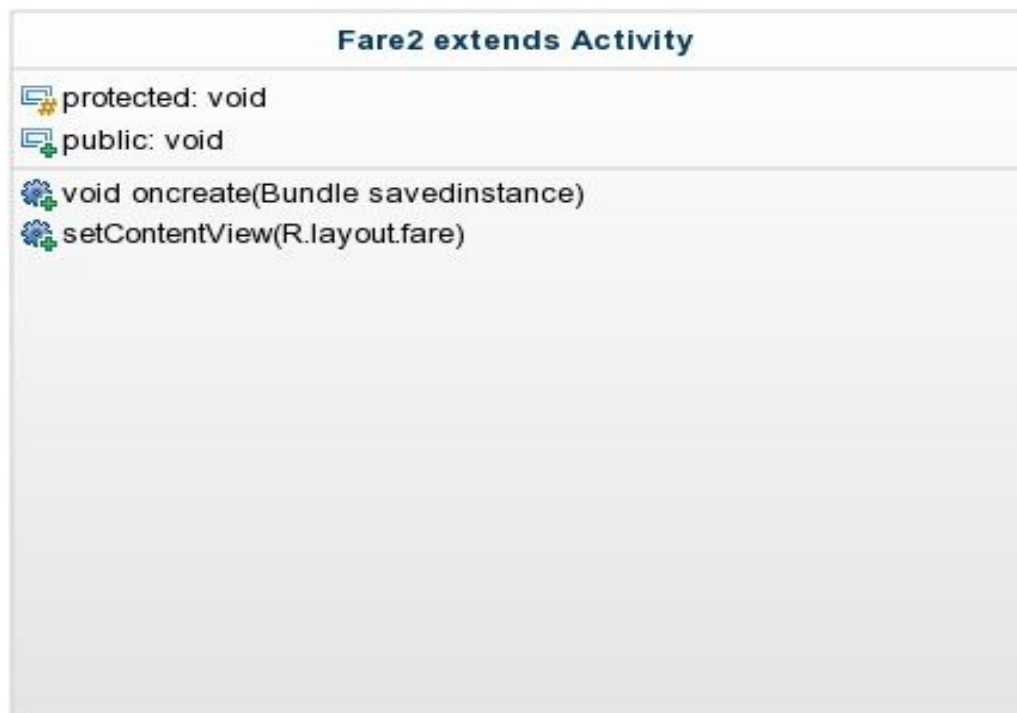 Fare2 extends Activity
protected: void
public: void
void oncreate(Bundle savedinstance)
setContentView(R.layout.fare)